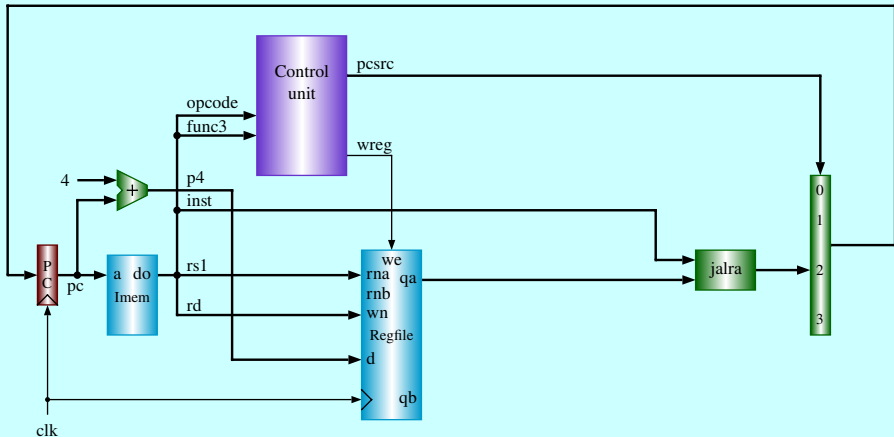 Control
unit
pcsrc
opcode
func3
wreg
4
+
p4
inst
0
1
2
3
P
C
pc
a do
Imem
rs1
rd
we
rna
qa
rnb
wn
Regfile
d
qb
jalra
clk